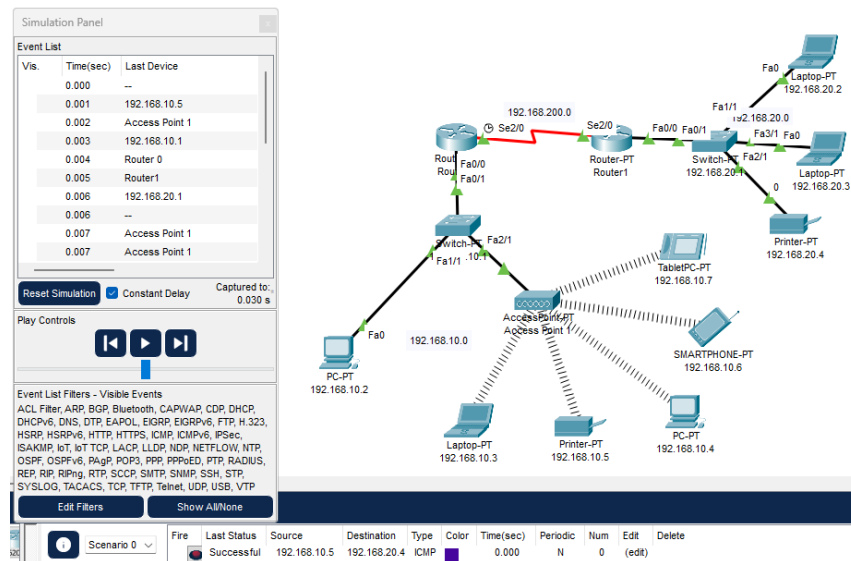 Simulation Panel
x
Event List
Vis. Time(sec) Last Device
0.000 --
0.001 192.168.10.5
0.002 Access Point 1
0.003 192.168.10.1
0.004 Router 0
0.005 Router1
0.006 192.168.20.1
0.006 --
0.007 Access Point 1
0.007 Access Point 1
Reset Simulation Constant Delay Captured to:
0.030 s
Play Controls
Event List Filters - Visible Events
ACL Filter, ARP, BGP, Bluetooth, CAPWAP, CDP, DHCP,
DHCPv6, DNS, DTP, EAPOL, EIGRP, EIGRPv6, FTP, H.323,
HSRP, HSRPv6, HTTP, HTTPS, ICMP, ICMPv6, IPSec,
ISAKMP, IoT, IoT TCP, LACP, LLDP, NDP, NETFLOW, NTP,
OSPF, OSPFv6, PAgP, POP3, PPP, PPPoED, PTP, RADIUS,
REP, RIP, RIPng, RTP, SCCP, SMTP, SNMP, SSH, STP,
SYSLOG, TACACS, TCP, TFTP, Telnet, UDP, USB, VTP
Edit Filters Show All/None
Fa0
Laptop-PT
192.168.20.2
192.168.200.0
Fa1/1
192.168.20.0
Se2/0
Se2/0
Fa0/0 Fa0/1
Fa3/1 Fa0
Rout
Rou
Fa0/0
Fa0/1
Router-PT
Router1
Switch-PT
192.168.20.1
Fa2/1
Laptop-PT
192.168.20.3
0
Printer-PT
192.168.20.4
Switch-PT
.10.1
Fa2/1
Fa1/1
TabletPC-PT
192.168.10.7
AccessPoint-PT
Access Point 1
Fa0
192.168.10.0
SMARTPHONE-PT
192.168.10.6
PC-PT
192.168.10.2
Laptop-PT
192.168.10.3
Printer-PT
192.168.10.5
PC-PT
192.168.10.4
Scenario 0
Fire Last Status Source Destination Type Color Time(sec) Periodic Num Edit Delete
Successful 192.168.10.5 192.168.20.4 ICMP 0.000 N 0 (edit)